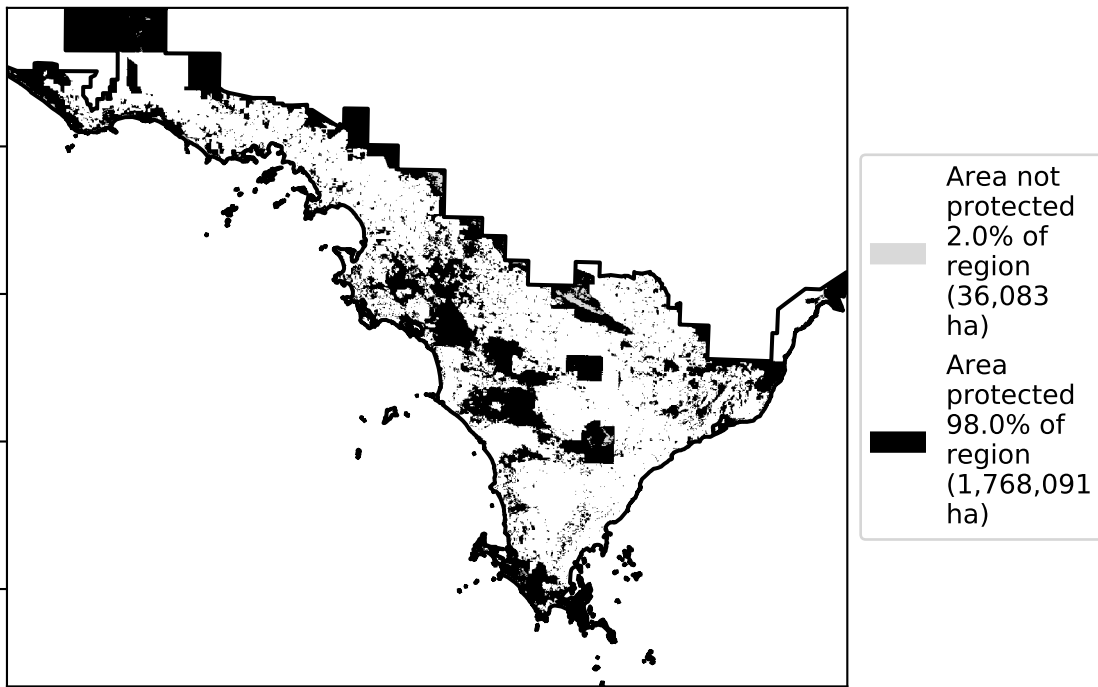 Area not
protected
2.0% of
region
(36,083
ha)
Area
protected
98.0% of
region
(1,768,091
ha)